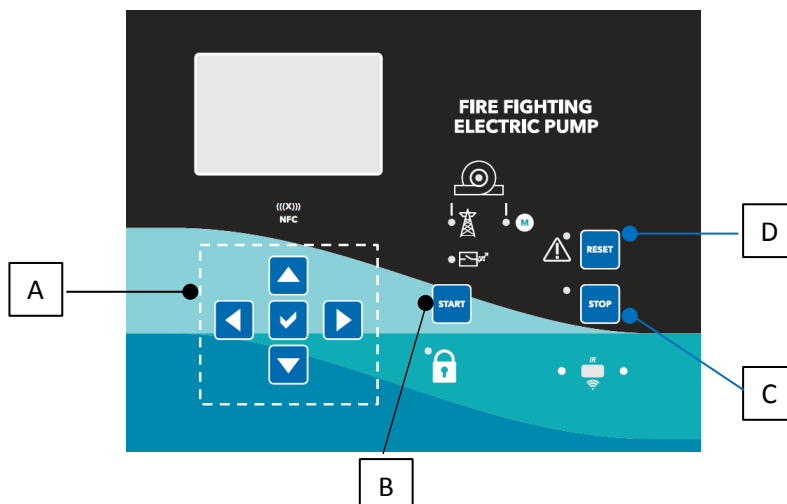 FIRE FIGHTING
ELECTRIC PUMP
(((X)))
NFC
M
D
RESET
A
START
STOP
IR
C
B